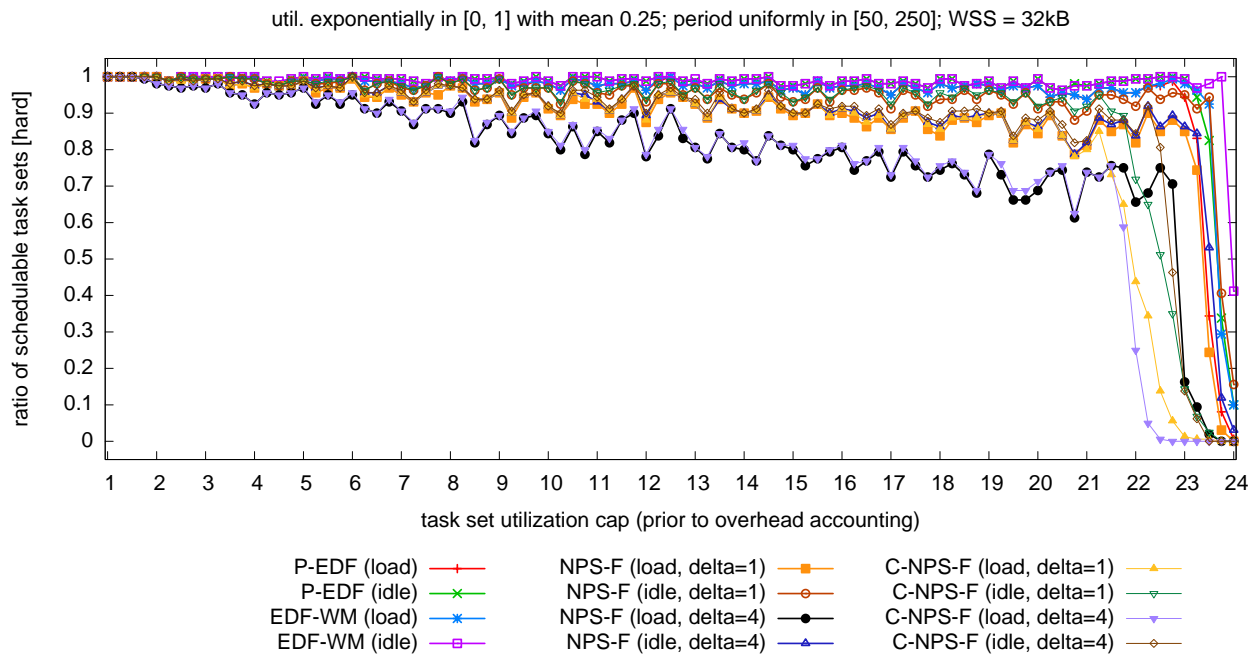 util. exponentially in [0, 1] with mean 0.25; period uniformly in [50, 250]; WSS = 32kB
ratio of schedulable task sets [hard]
1
0.9
0.8
0.7
0.6
0.5
0.4
0.3
0.2
0.1
0
1 2 3 4 5 6 7 8 9 10 11 12 13 14 15 16 17 18 19 20 21 22 23 24
task set utilization cap (prior to overhead accounting)
P-EDF (load) NPS-F (load, delta=1) C-NPS-F (load, delta=1)
P-EDF (idle) NPS-F (idle, delta=1) C-NPS-F (idle, delta=1)
EDF-WM (load) NPS-F (load, delta=4) C-NPS-F (load, delta=4)
EDF-WM (idle) NPS-F (idle, delta=4) C-NPS-F (idle, delta=4)